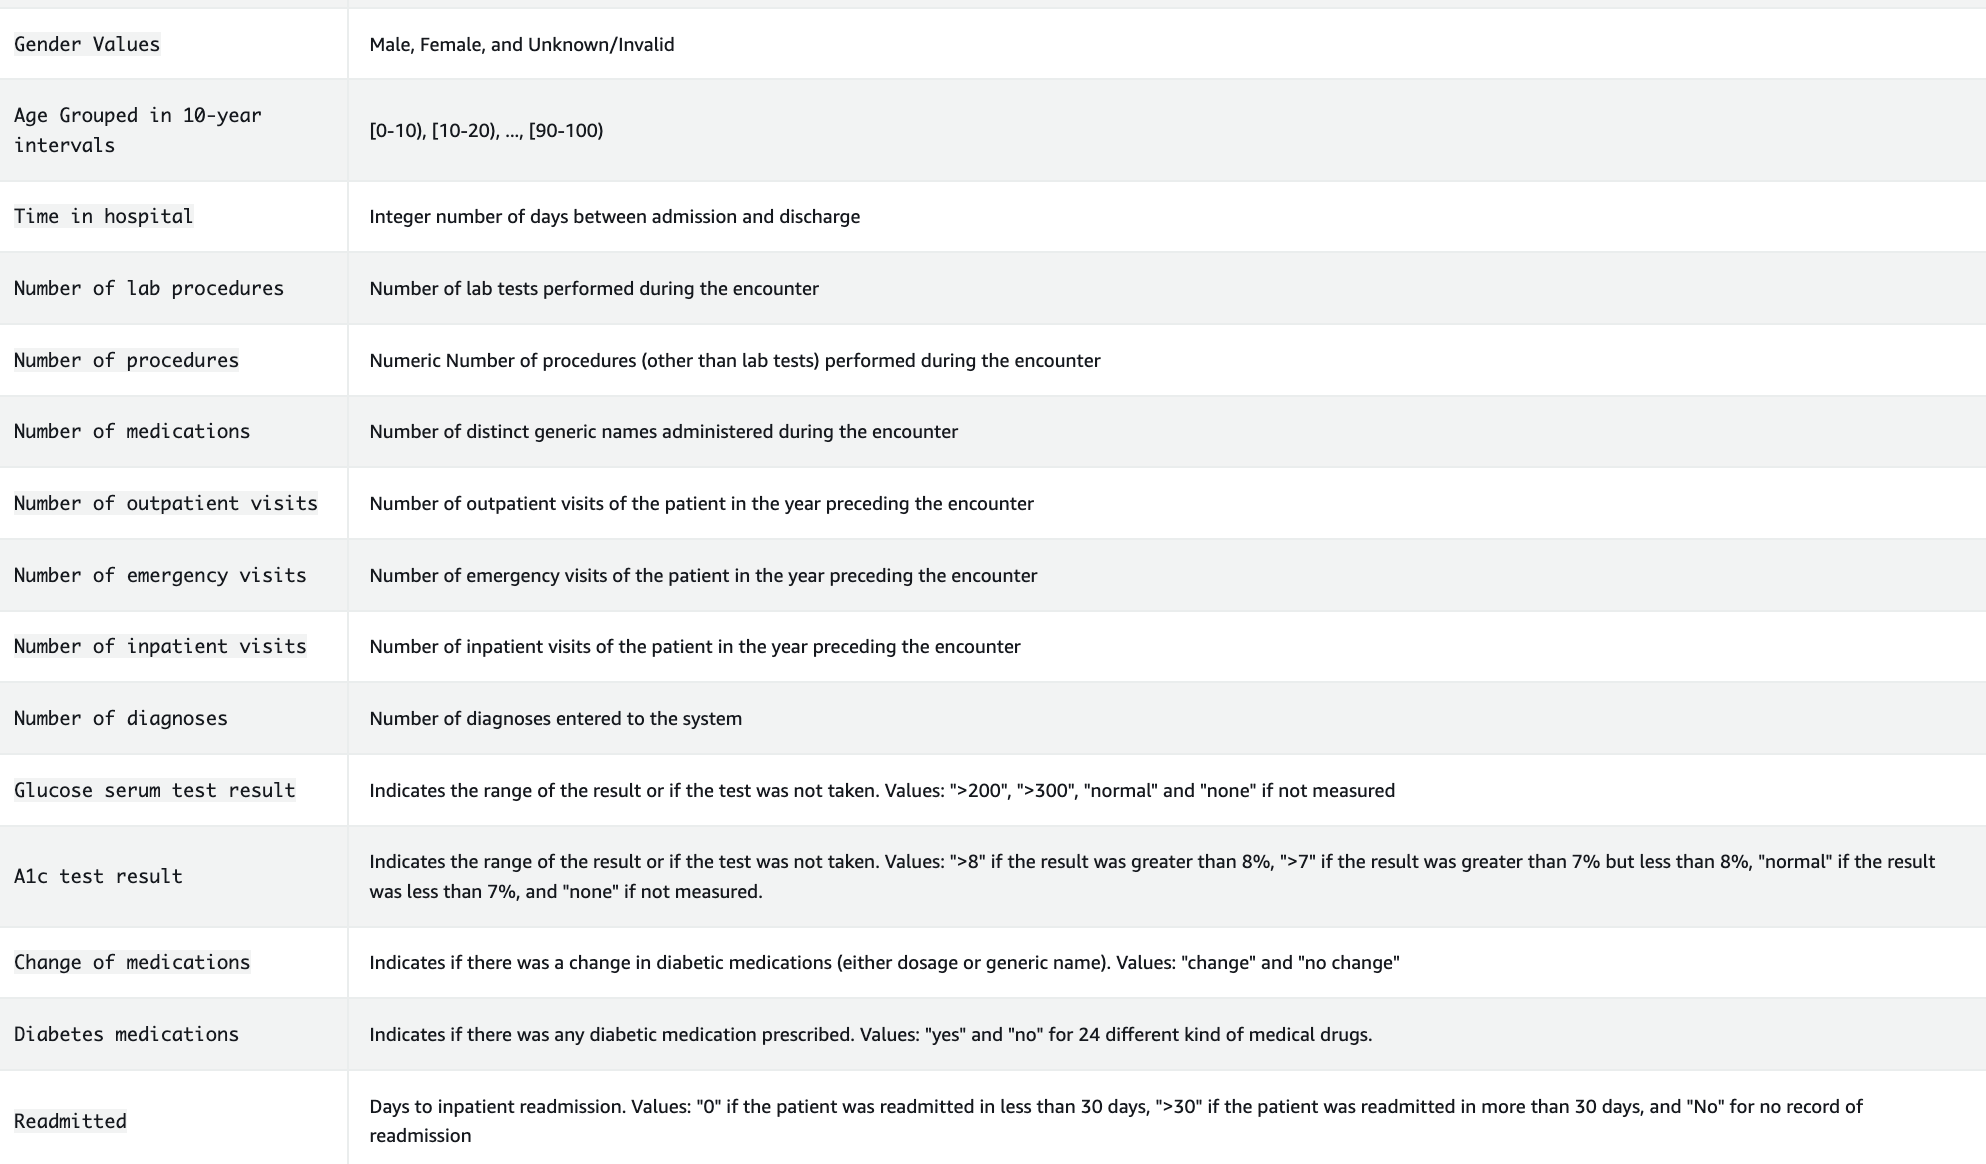 Gender Values
Male, Female, and Unknown/Invalid
Age Grouped in 10-year
intervals
[0-10), [10-20), ..., [90-100)
Time in hospital
Integer number of days between admission and discharge
Number of lab procedures
Number of lab tests performed during the encounter
Number of procedures
Numeric Number of procedures (other than lab tests) performed during the encounter
Number of medications
Number of distinct generic names administered during the encounter
Number of outpatient visits
Number of outpatient visits of the patient in the year preceding the encounter
Number of emergency visits
Number of emergency visits of the patient in the year preceding the encounter
Number of inpatient visits
Number of inpatient visits of the patient in the year preceding the encounter
Number of diagnoses
Number of diagnoses entered to the system
Glucose serum test result
Indicates the range of the result or if the test was not taken. Values: ">200", ">300", "normal" and "none" if not measured
A1c test result
Indicates the range of the result or if the test was not taken. Values: ">8" if the result was greater than 8%, ">7" if the result was greater than 7% but less than 8%, "normal" if the result
was less than 7%, and "none" if not measured.
Change of medications
Indicates if there was a change in diabetic medications (either dosage or generic name). Values: "change" and "no change"
Diabetes medications
Indicates if there was any diabetic medication prescribed. Values: "yes" and "no" for 24 different kind of medical drugs.
Readmitted
Days to inpatient readmission. Values: "0" if the patient was readmitted in less than 30 days, ">30" if the patient was readmitted in more than 30 days, and "No" for no record of
readmission